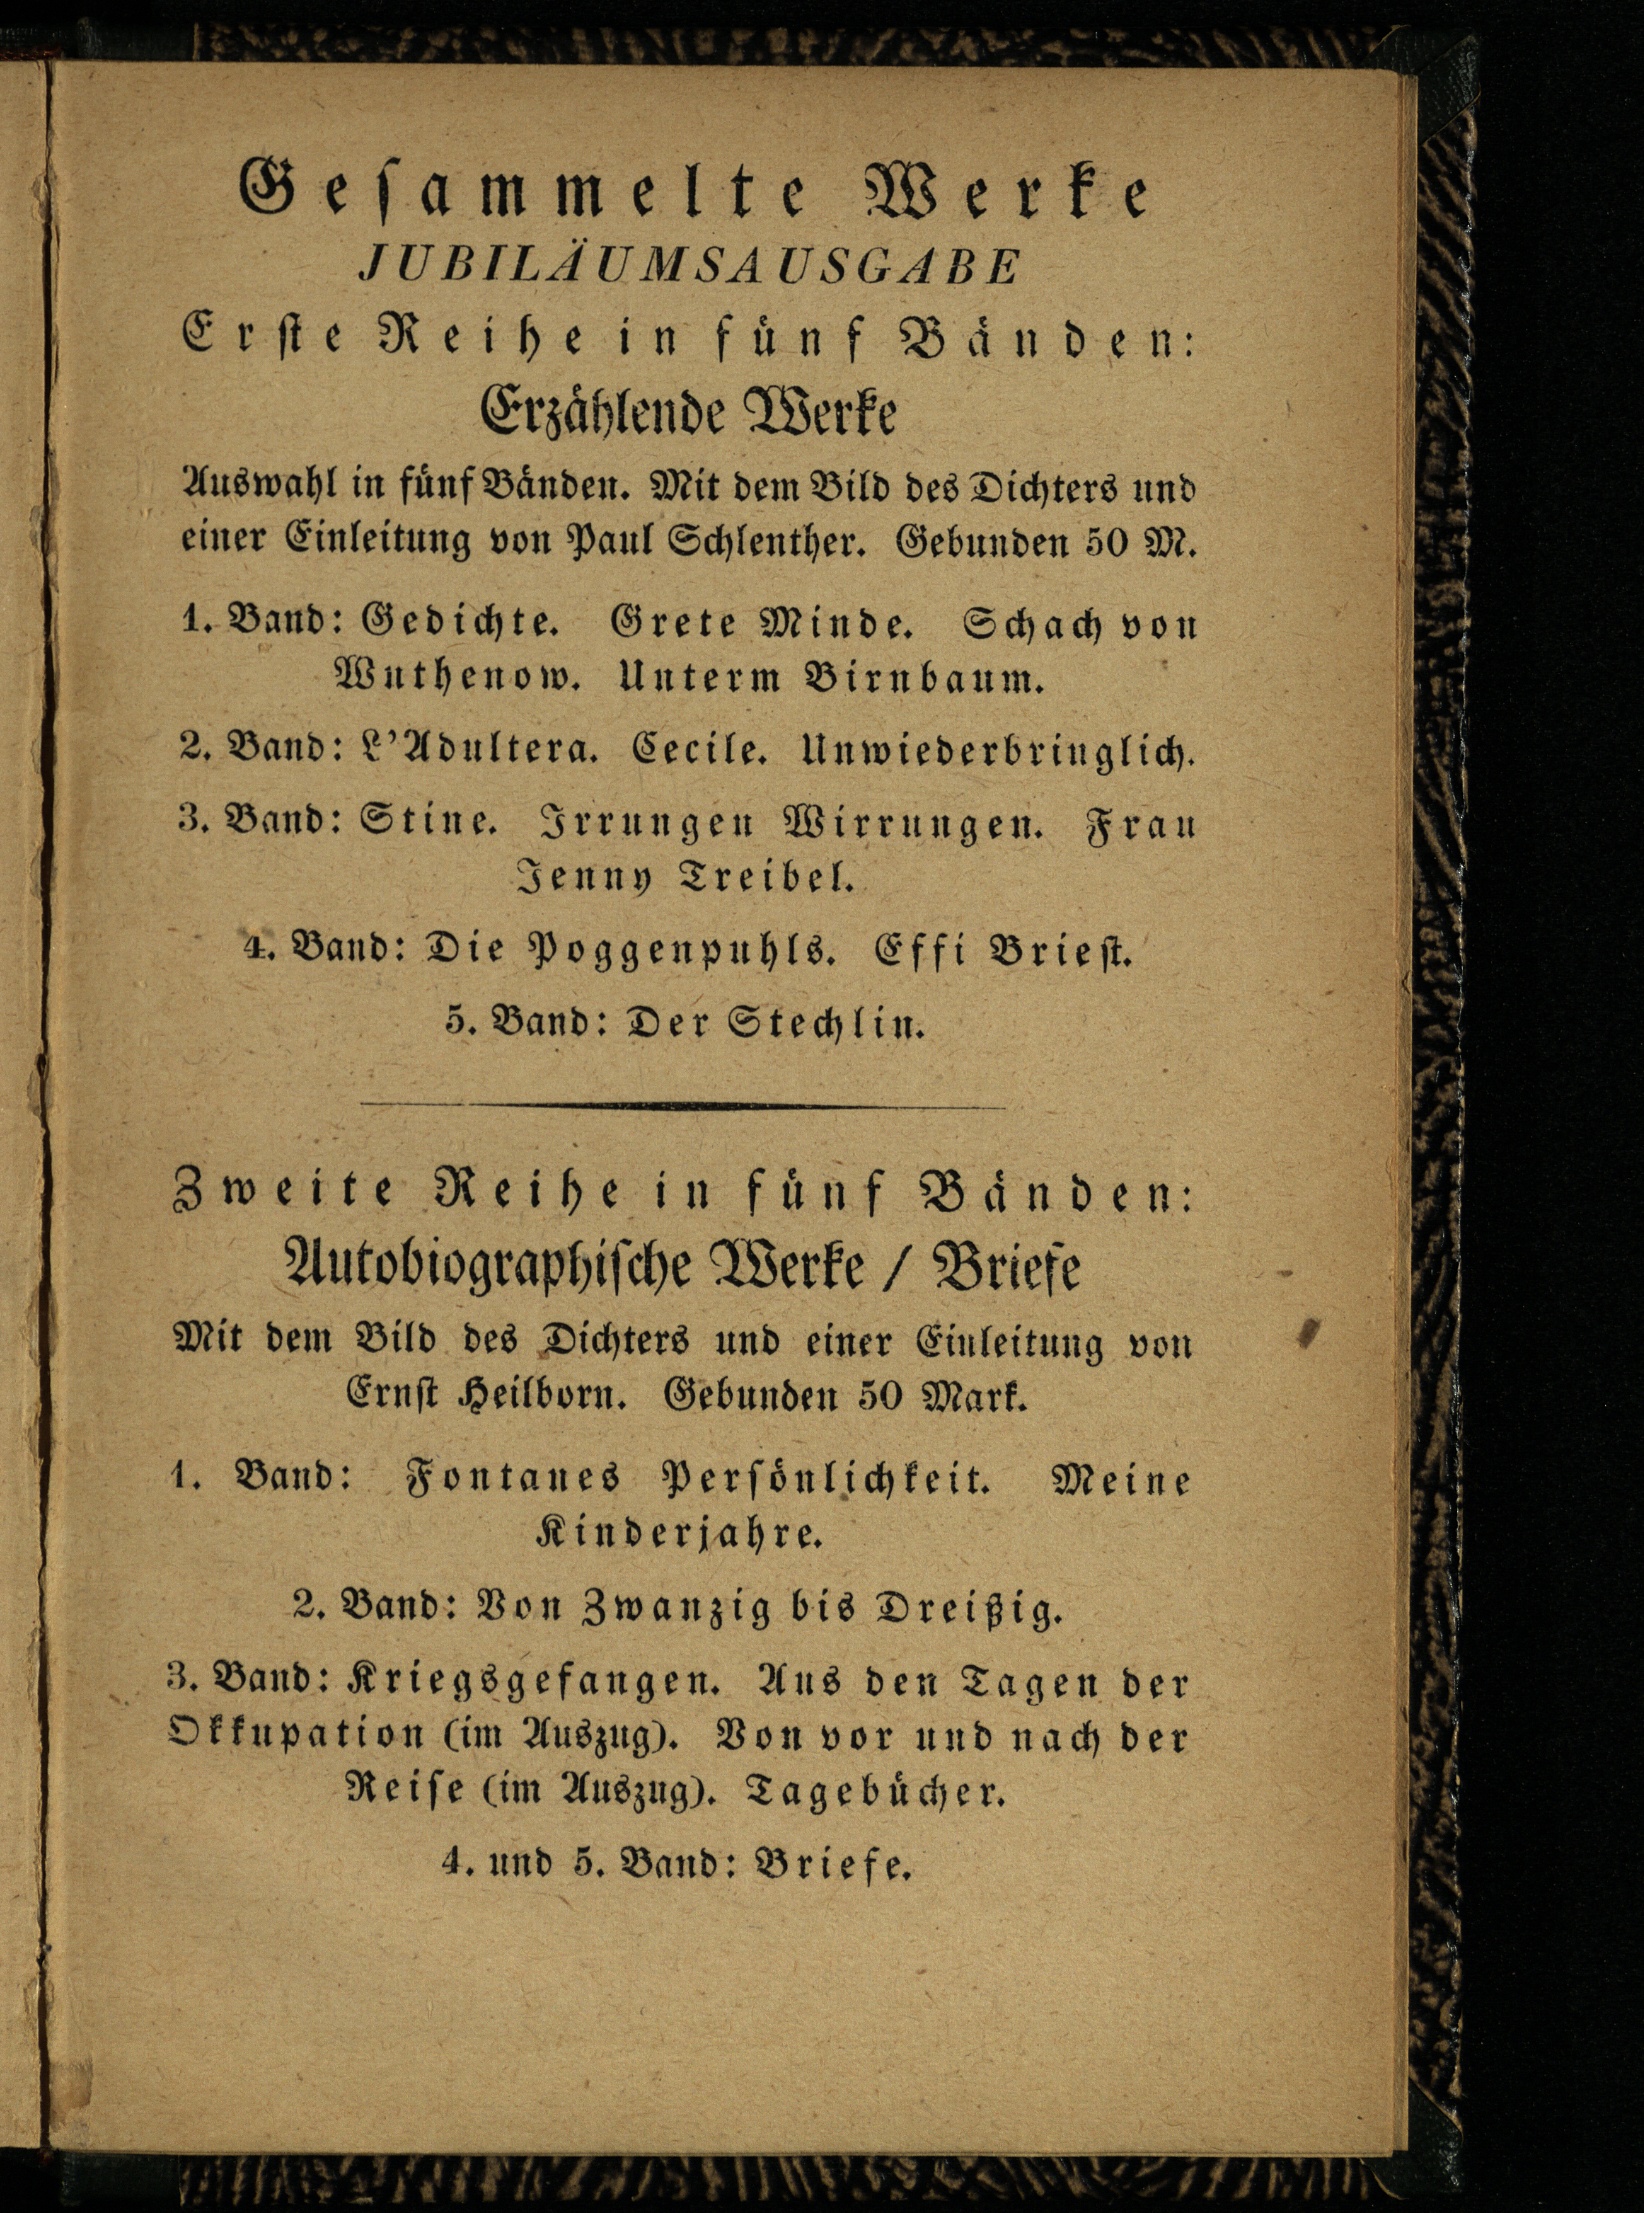 Geſammelte Werke
JUBILÄUMSAUSGABE
Erſte Reihe in fünf Bänden:
Erzählende Werke
Auswahl in fünf Bänden. Mit dem Bild des Dichters und
einer Einleitung von Paul Schlenther. Gebunden 50 M.
1. Band: Gedichte. Grete Minde. Schach von
Wuthenow. Unterm Birnbaum.
2. Band: L’Adultera. Cecile. Unwiederbringlich.
3. Band: Stine. Irrungen Wirrungen. Frau
Jenny Treibel.
4. Band: Die Poggenpuhls. Effi Brieſt.
5. Band: Der Stechlin.
Zweite Reihe in fünf Bänden:
Autobiographiſche Werke / Briefe
Mit dem Bild des Dichters und einer Einleitung von
Ernſt Heilborn. Gebunden 50 Mark.
1. Band: Fontanes Perſönlichkeit. Meine
Kinderjahre.
2. Band: Von Zwanzig bis Dreißig.
3. Band: Kriegsgefangen. Aus den Tagen der
Okkupation (im Auszug). Von vor und nach der
Reiſe (im Auszug). Tagebücher.
4. und 5. Band: Briefe.